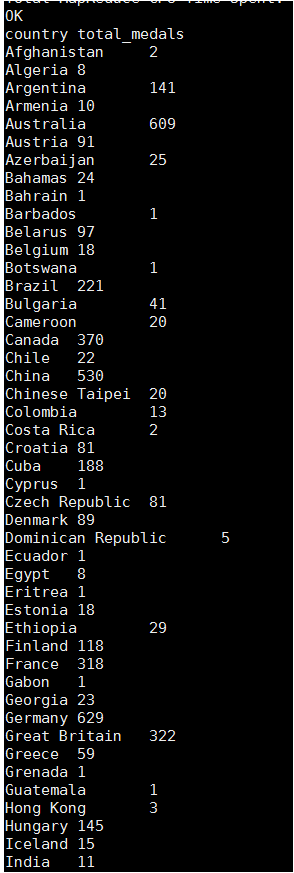 Total MapReduce CPU Time Spent:
OK
country total_medals
Afghanistan 2
Algeria 8
Argentina 141
Armenia 10
Australia 609
Austria 91
Azerbaijan 25
Bahamas 24
Bahrain 1
Barbados 1
Belarus 97
Belgium 18
Botswana 1
Brazil 221
Bulgaria 41
Cameroon 20
Canada 370
Chile 22
China 530
Chinese Taipei 20
Colombia 13
Costa Rica 2
Croatia 81
Cuba 188
Cyprus 1
Czech Republic 81
Denmark 89
Dominican Republic 5
Ecuador 1
Egypt 8
Eritrea 1
Estonia 18
Ethiopia 29
Finland 118
France 318
Gabon 1
Georgia 23
Germany 629
Great Britain 322
Greece 59
Grenada 1
Guatemala 1
Hong Kong 3
Hungary 145
Iceland 15
India 11